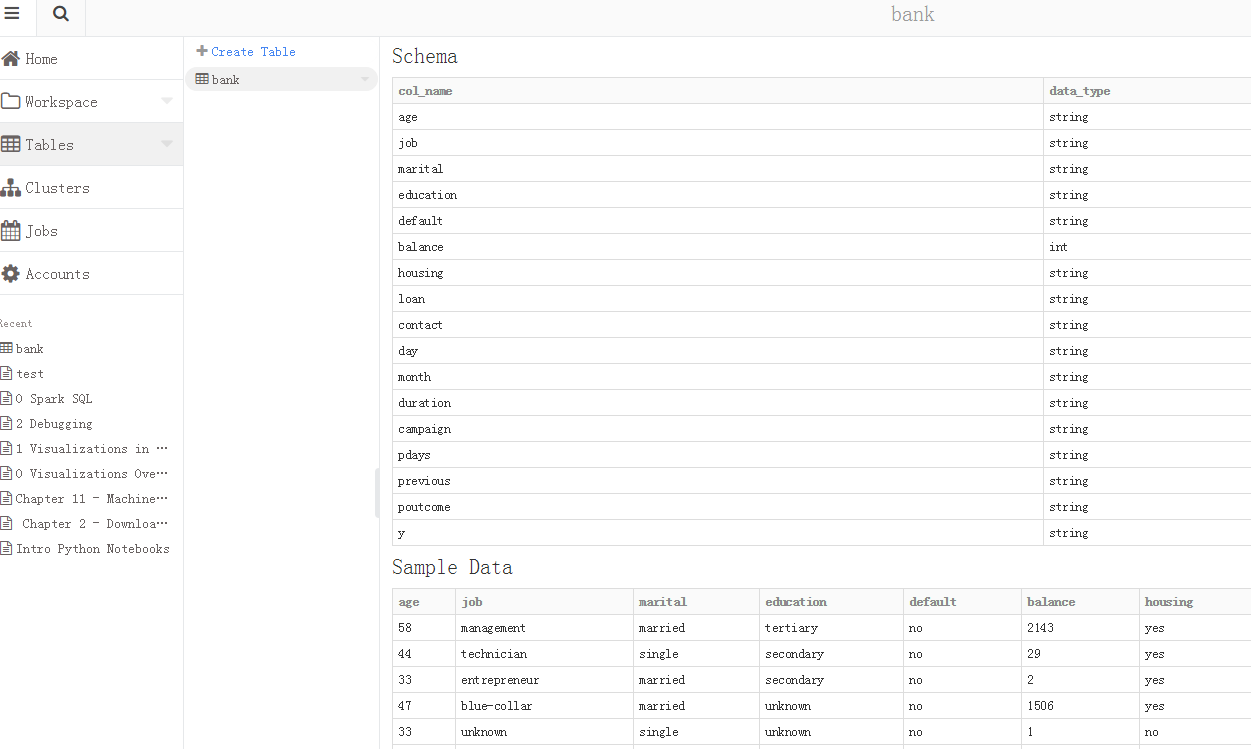 bank
Home
Workspace
Tables
Clusters
Jobs
Accounts
Recent
bank
test
0 Spark SQL
2 Debugging
1 Visualizations in ···
0 Visualizations Ove···
Chapter 11 - Machine···
Chapter 2 - Downloa···
Intro Python Notebooks
Create Table
bank
Schema
col_name data_type
age string
job string
marital string
education string
default string
balance int
housing string
loan string
contact string
day string
month string
duration string
campaign string
pdays string
previous string
poutcome string
y string
Sample Data
age job marital education default balance housing
58 management married tertiary no 2143 yes
44 technician single secondary no 29 yes
33 entrepreneur married secondary no 2 yes
47 blue-collar married unknown no 1506 yes
33 unknown single unknown no 1 no